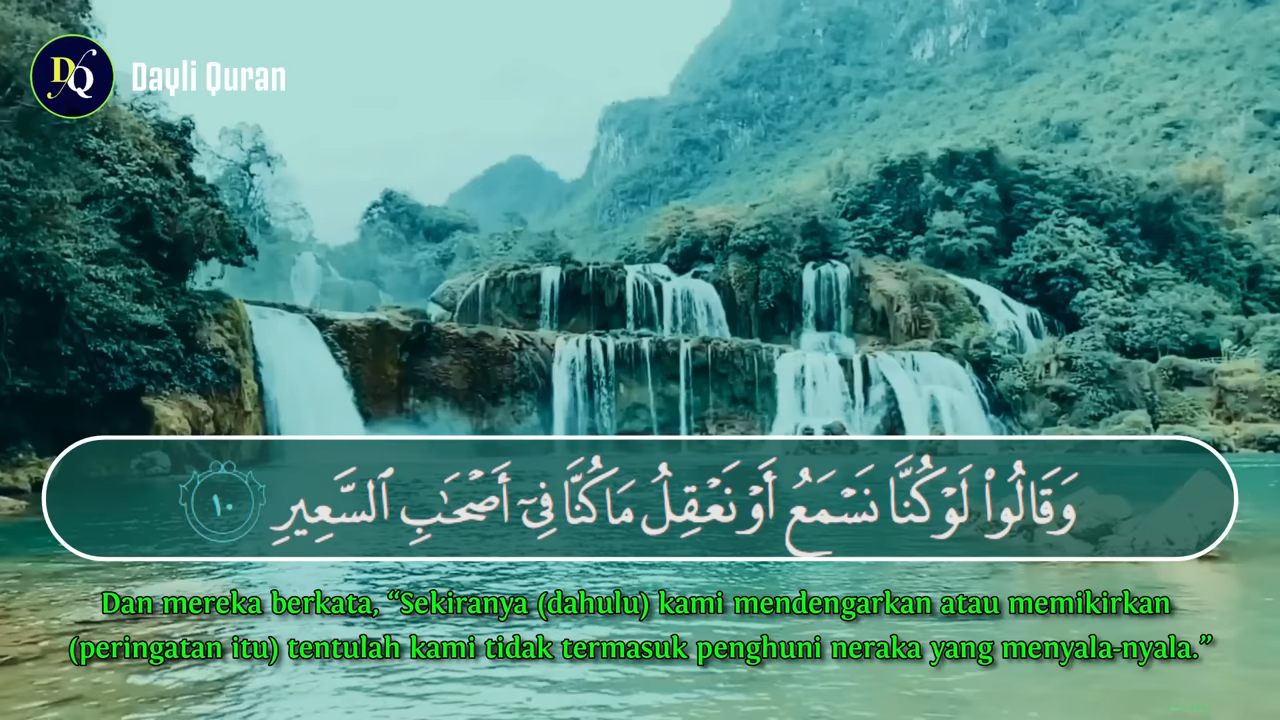 DQ
Dayli Quran
وَقَالُوا۟ لَوْ كُنَّا نَسْمَعُ أَوْ نَعْقِلُ مَا كُنَّا فِىٓ أَصْحَٰبِ ٱلسَّعِيرِ ١٠
Dan mereka berkata, “Sekiranya (dahulu) kami mendengarkan atau memikirkan
(peringatan itu) tentulah kami tidak termasuk penghuni neraka yang menyala-nyala.”